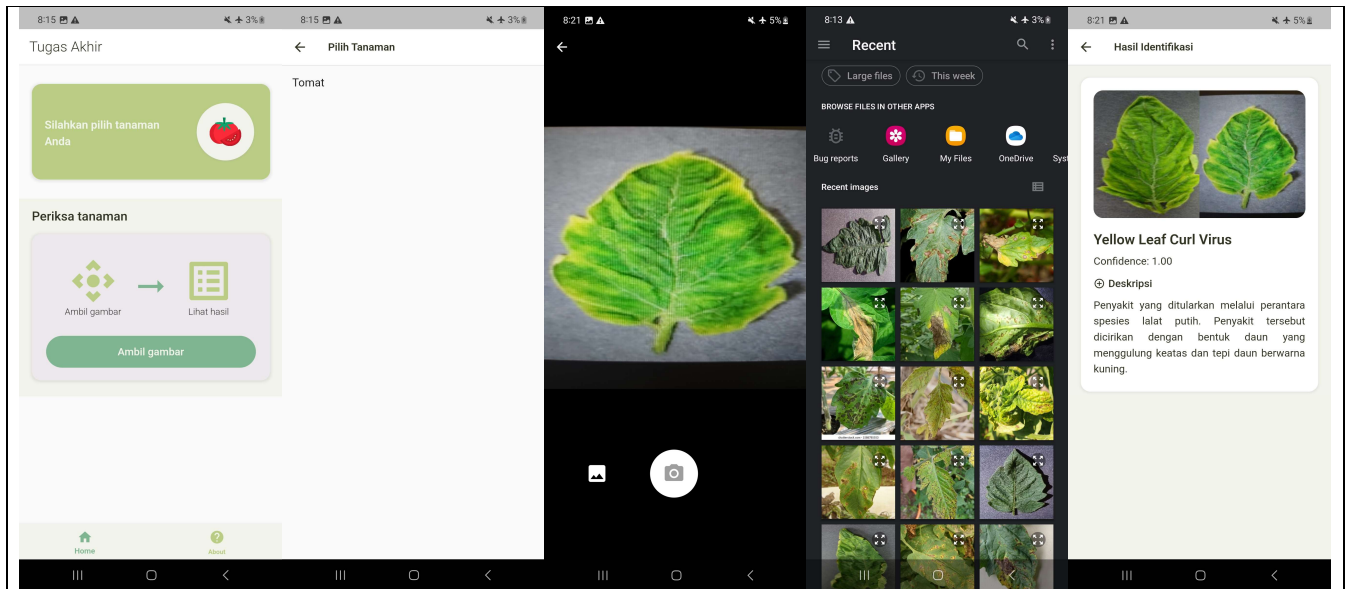 8:15 3%
Tugas Akhir
Silahkan pilih tanaman
Anda
Periksa tanaman
Ambil gambar
Lihat hasil
Ambil gambar
Home
About
8:15 3%
Pilih Tanaman
Tomat
8:21 5%
8:13 3%
Recent
Large files
This week
BROWSE FILES IN OTHER APPS
Bug reports
Gallery
My Files
OneDrive
Syst
Recent images
8:21 5%
Hasil Identifikasi
Yellow Leaf Curl Virus
Confidence: 1.00
Deskripsi
Penyakit yang ditularkan melalui perantara
spesies lalat putih. Penyakit tersebut
dicirikan dengan bentuk daun yang
menggulung keatas dan tepi daun berwarna
kuning.